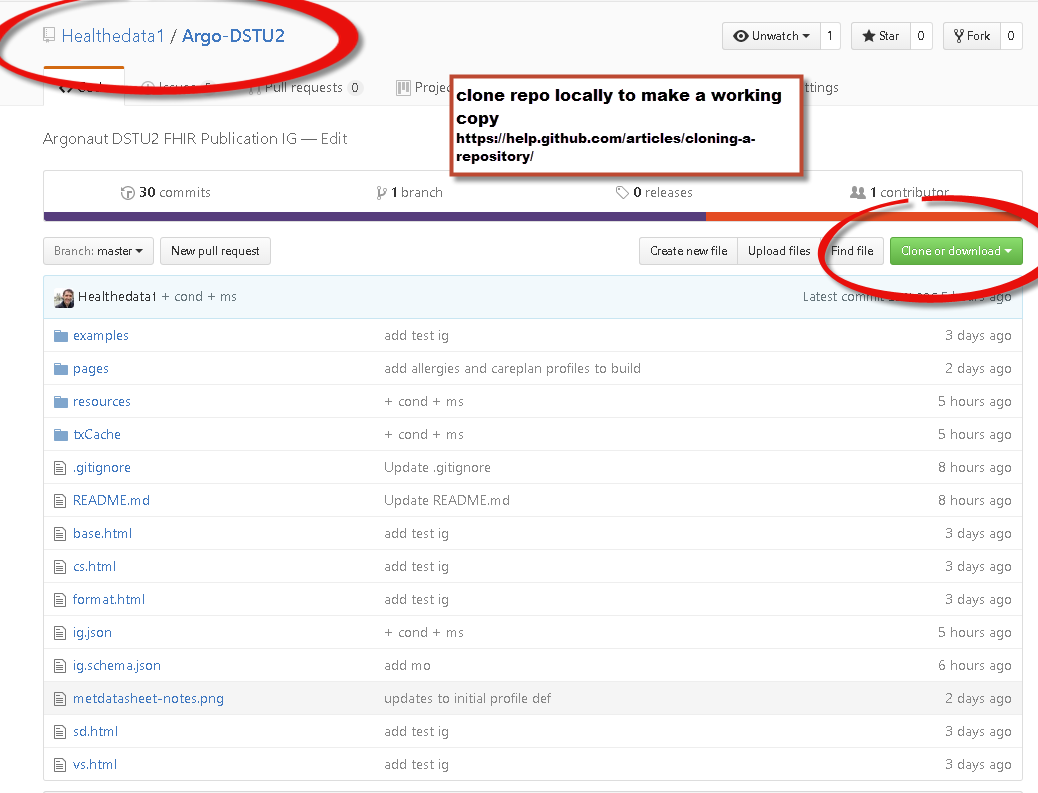 Healthedata1 / Argo-DSTU2
Unwatch 1 Star 0 Fork 0
Pull requests 0
clone repo locally to make a working
copy
https://help.github.com/articles/cloning-a-
repository/
Argonaut DSTU2 FHIR Publication IG — Edit
30 commits 1 branch 0 releases 1 contributor
Branch: master New pull request Create new file Upload files Find file Clone or download
Healthedata1 + cond + ms Latest commit 5 hours ago
examples add test ig 3 days ago
pages add allergies and careplan profiles to build 2 days ago
resources + cond + ms 5 hours ago
txCache + cond + ms 5 hours ago
.gitignore Update .gitignore 8 hours ago
README.md Update README.md 8 hours ago
base.html add test ig 3 days ago
cs.html add test ig 3 days ago
format.html add test ig 3 days ago
ig.json + cond + ms 5 hours ago
ig.schema.json add mo 6 hours ago
metdatasheet-notes.png updates to initial profile def 2 days ago
sd.html add test ig 3 days ago
vs.html add test ig 3 days ago